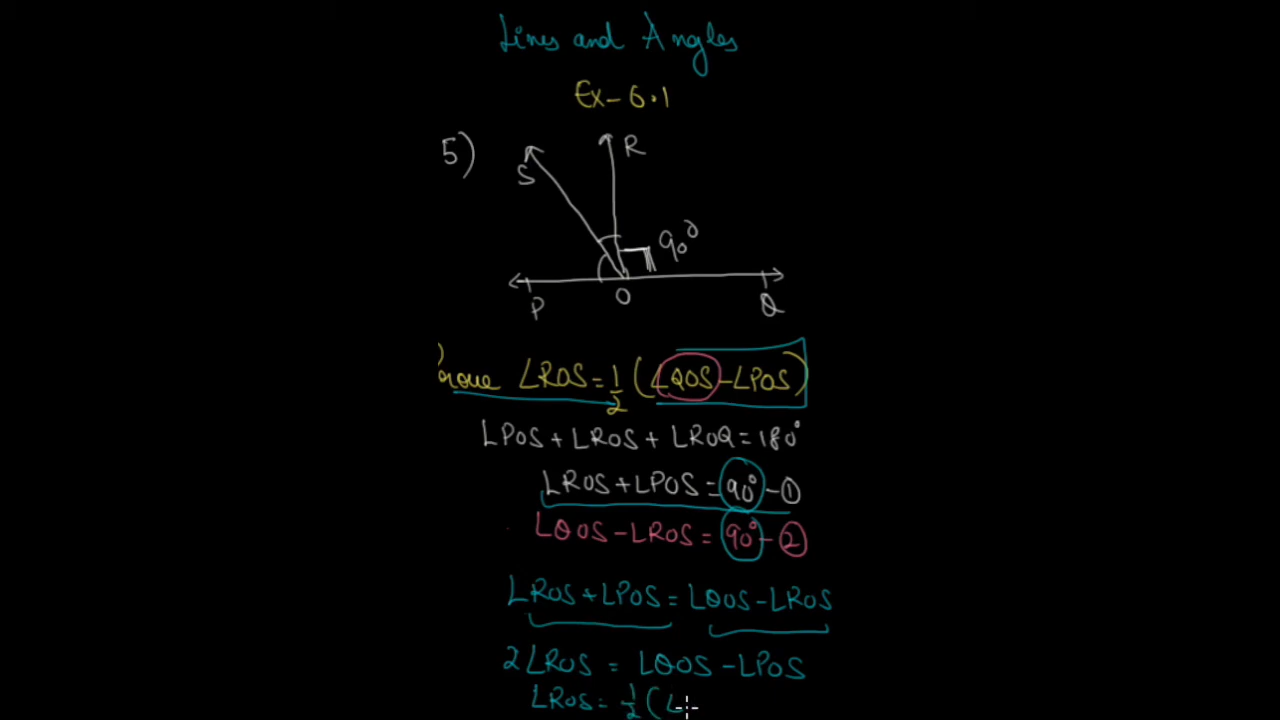 Lines and Angles
Ex- 6.1
5)
S
R
90°
P
O
Q
Prove ∠ROS = 1/2 (∠QOS - ∠POS)
∠POS + ∠ROS + ∠ROQ = 180°
∠ROS + ∠POS = 90° - ①
∠QOS - ∠ROS = 90° - ②
∠ROS + ∠POS = ∠QOS - ∠ROS
2∠ROS = ∠QOS - ∠POS
∠ROS = 1/2 (∠